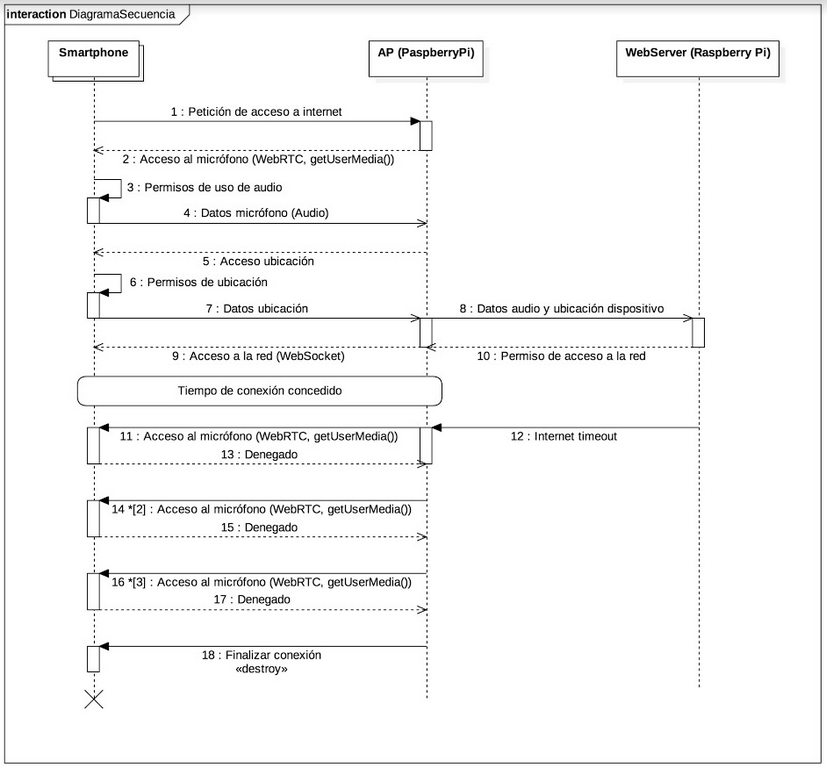 interaction DiagramaSecuencia
Smartphone
AP (PaspberryPi)
WebServer (Raspberry Pi)
1 : Petición de acceso a internet
2 : Acceso al micrófono (WebRTC, getUserMedia())
3 : Permisos de uso de audio
4 : Datos micrófono (Audio)
5 : Acceso ubicación
6 : Permisos de ubicación
7 : Datos ubicación
8 : Datos audio y ubicación dispositivo
9 : Acceso a la red (WebSocket)
10 : Permiso de acceso a la red
Tiempo de conexión concedido
11 : Acceso al micrófono (WebRTC, getUserMedia())
12 : Internet timeout
13 : Denegado
14 *[2] : Acceso al micrófono (WebRTC, getUserMedia())
15 : Denegado
16 *[3] : Acceso al micrófono (WebRTC, getUserMedia())
17 : Denegado
18 : Finalizar conexión
«destroy»